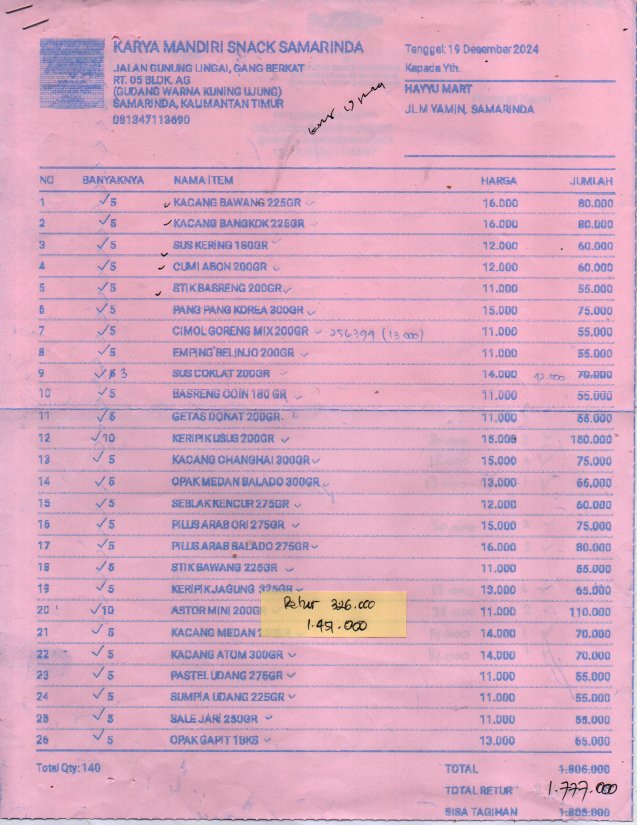 KARYA MANDIRI SNACK SAMARINDA
JALAN GUNUNG LINGAI, GANG BERKAT
RT. 05 BLOK. AG
(GUDANG WARNA KUNING UJUNG)
SAMARINDA, KALIMANTAN TIMUR
081347113690
Tanggal: 19 Desember 2024
Kepada Yth.
HAYYU MART
JL.M YAMIN, SAMARINDA
NO BANYAKNYA NAMA ITEM HARGA JUMLAH
1 5 KACANG BAWANG 225GR 16.000 80.000
2 5 KACANG BANGKOK 225GR 16.000 80.000
3 5 SUS KERING 180GR 12.000 60.000
4 5 CUMI ABON 200GR 12.000 60.000
5 5 STIK BASRENG 200GR 11.000 55.000
6 5 PANG PANG KOREA 300GR 15.000 75.000
7 5 CIMOL GORENG MIX 200GR 256394 (13.000) 11.000 55.000
8 5 EMPING BELINJO 200GR 11.000 55.000
9 5 3 SUS COKLAT 200GR 14.000 42.000 70.000
10 5 BASRENG COIN 180 GR 11.000 55.000
11 5 GETAS DONAT 200GR 11.000 55.000
12 10 KERIPIK USUS 200GR 15.000 150.000
13 5 KACANG CHANGHAI 300GR 15.000 75.000
14 5 OPAK MEDAN BALADO 300GR 13.000 65.000
15 5 SEBLAK KENCUR 275GR 12.000 60.000
16 5 PILUS ARAB ORI 275GR 15.000 75.000
17 5 PILUS ARAB BALADO 275GR 16.000 80.000
18 5 STIK BAWANG 225GR 11.000 55.000
19 5 KERIPIK JAGUNG 325GR 13.000 65.000
20 10 ASTOR MINI 200GR 11.000 110.000
Retur 326.000
1.451.000
21 5 KACANG MEDAN 14.000 70.000
22 5 KACANG ATOM 300GR 14.000 70.000
23 5 PASTEL UDANG 275GR 11.000 55.000
24 5 SUMPIA UDANG 225GR 11.000 55.000
25 5 SALE JARI 250GR 11.000 55.000
26 5 OPAK GAPIT 15KG 13.000 65.000
Total Qty: 140
TOTAL 1.805.000
TOTAL RETUR 1.777.000
SISA TAGIHAN 1.805.000